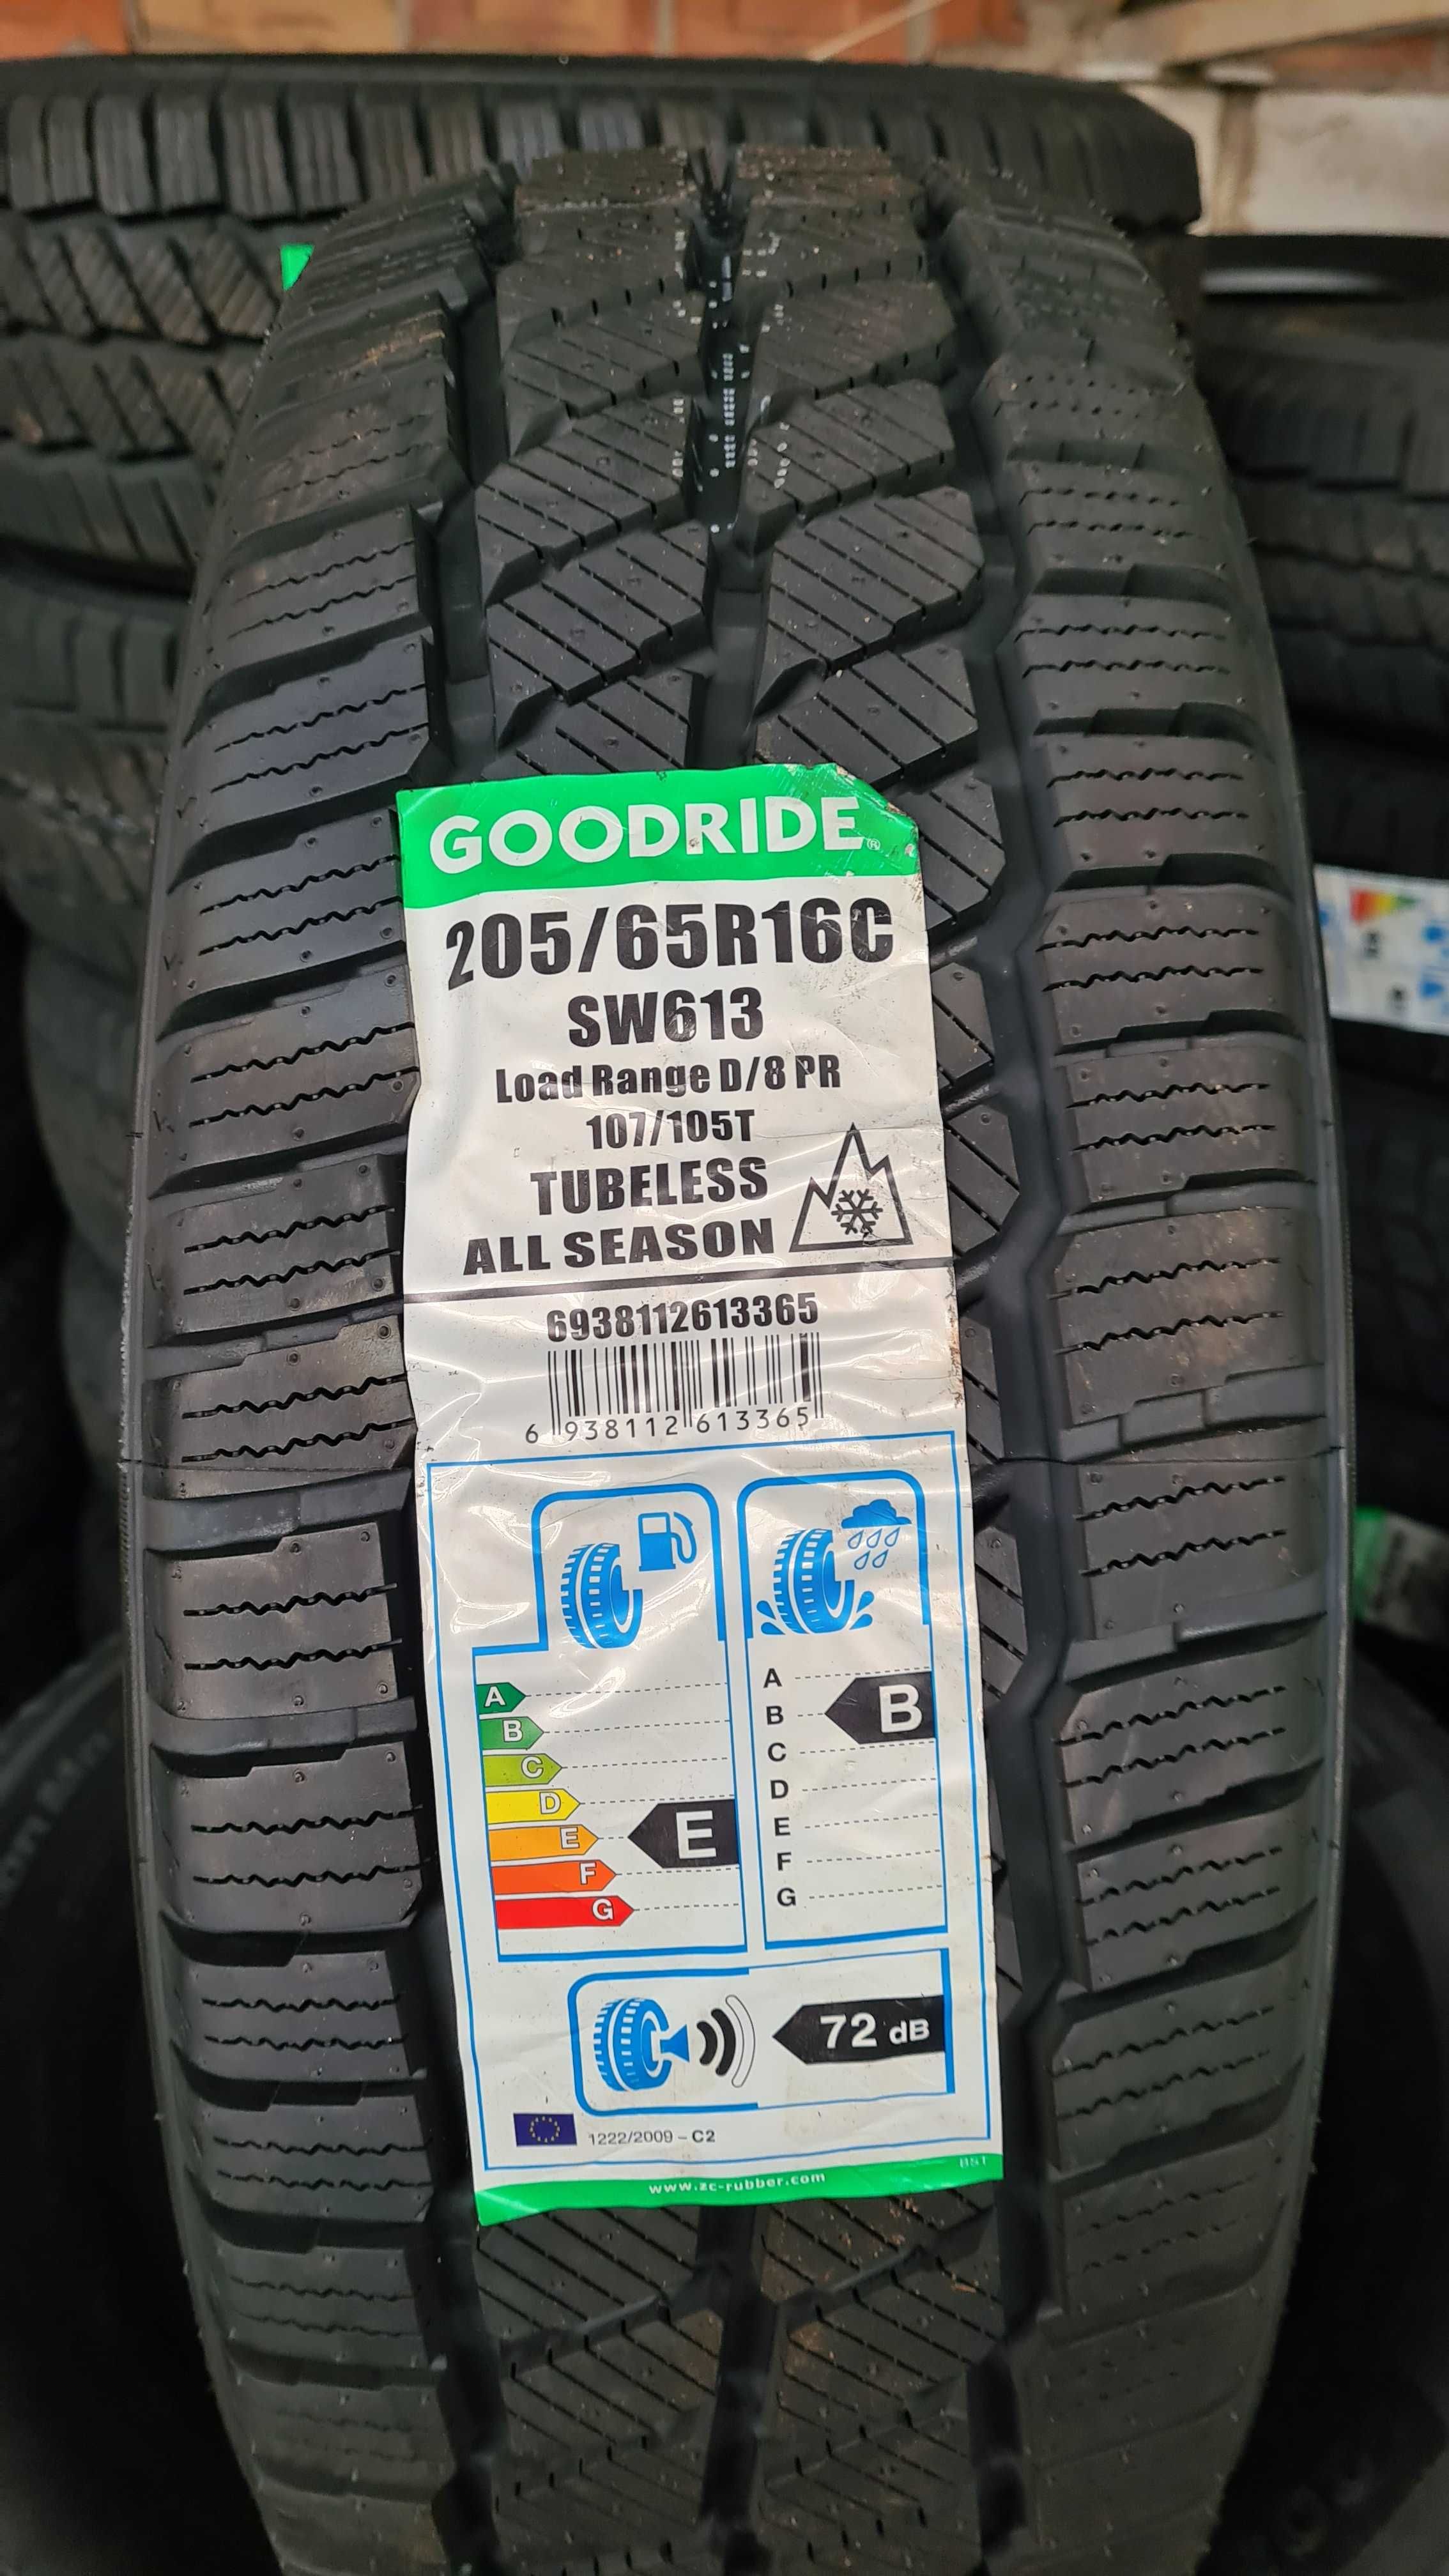 GOODRIDE®
205/65R16C
SW613
Load Range D/8 PR
107/105T
TUBELESS
ALL SEASON
6938112613365
6 938112 613365
A
B
C
D
E
F
G
E
A
B
C
D
E
F
G
B
72 dB
1222/2009 – C2
BST
www.zc-rubber.com